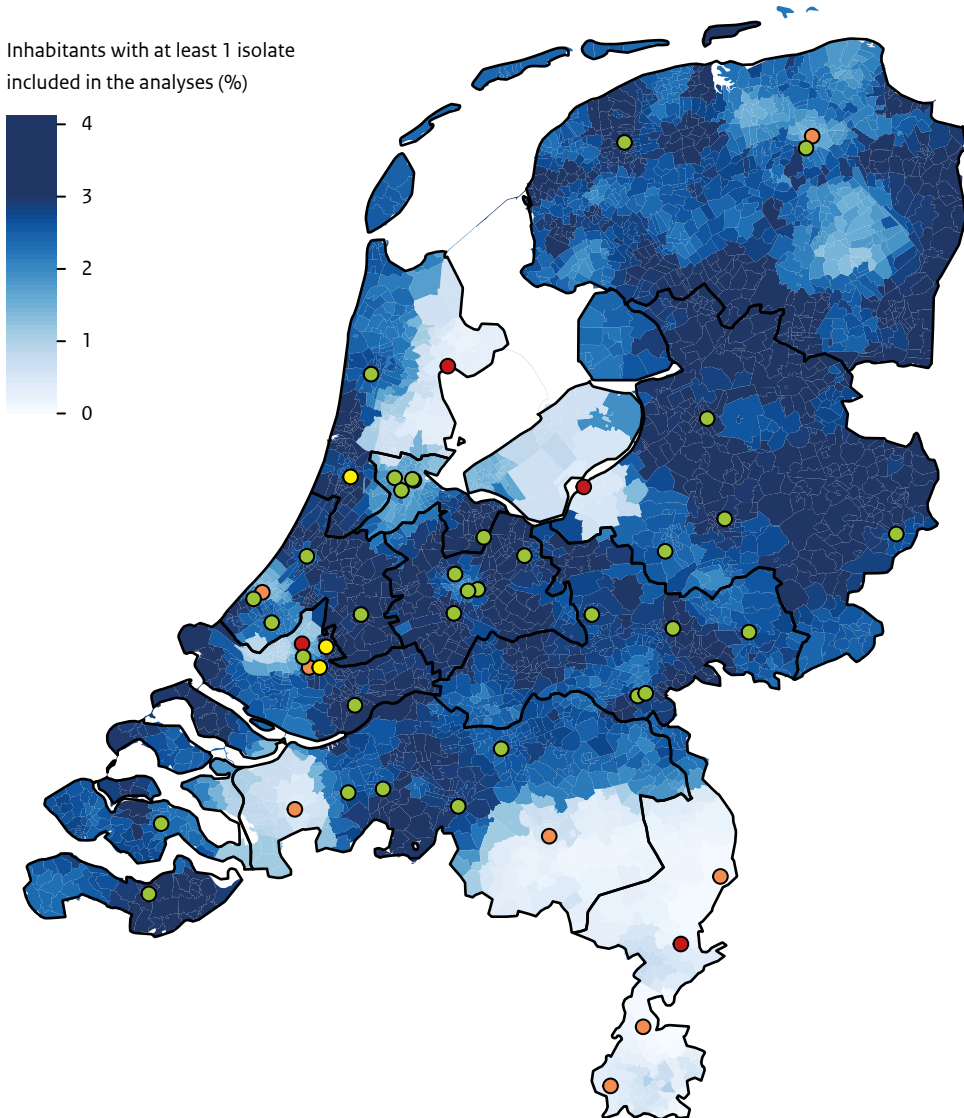 Inhabitants with at least 1 isolate
included in the analyses (%)
4
3
2
1
0